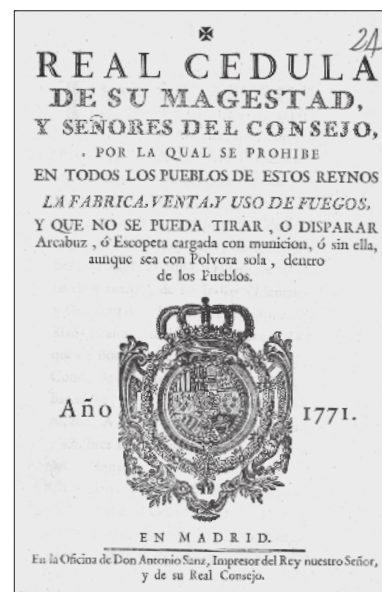 24
REAL CEDULA
DE SU MAGESTAD,
Y SEÑORES DEL CONSEJO,
POR LA QUAL SE PROHIBE
EN TODOS LOS PUEBLOS DE ESTOS REYNOS
LA FABRICA, VENTA, Y USO DE FUEGOS,
Y QUE NO SE PUEDA TIRAR, O DISPARAR
Arcabuz, ó Escopeta cargada con municion, ó sin ella,
aunque sea con Polvora sola, dentro
de los Pueblos.
Año 1771.
EN MADRID.
En la Oficina de Don Antonio Sanz, Impresor del Rey nuestro Señor,
y de su Real Consejo.